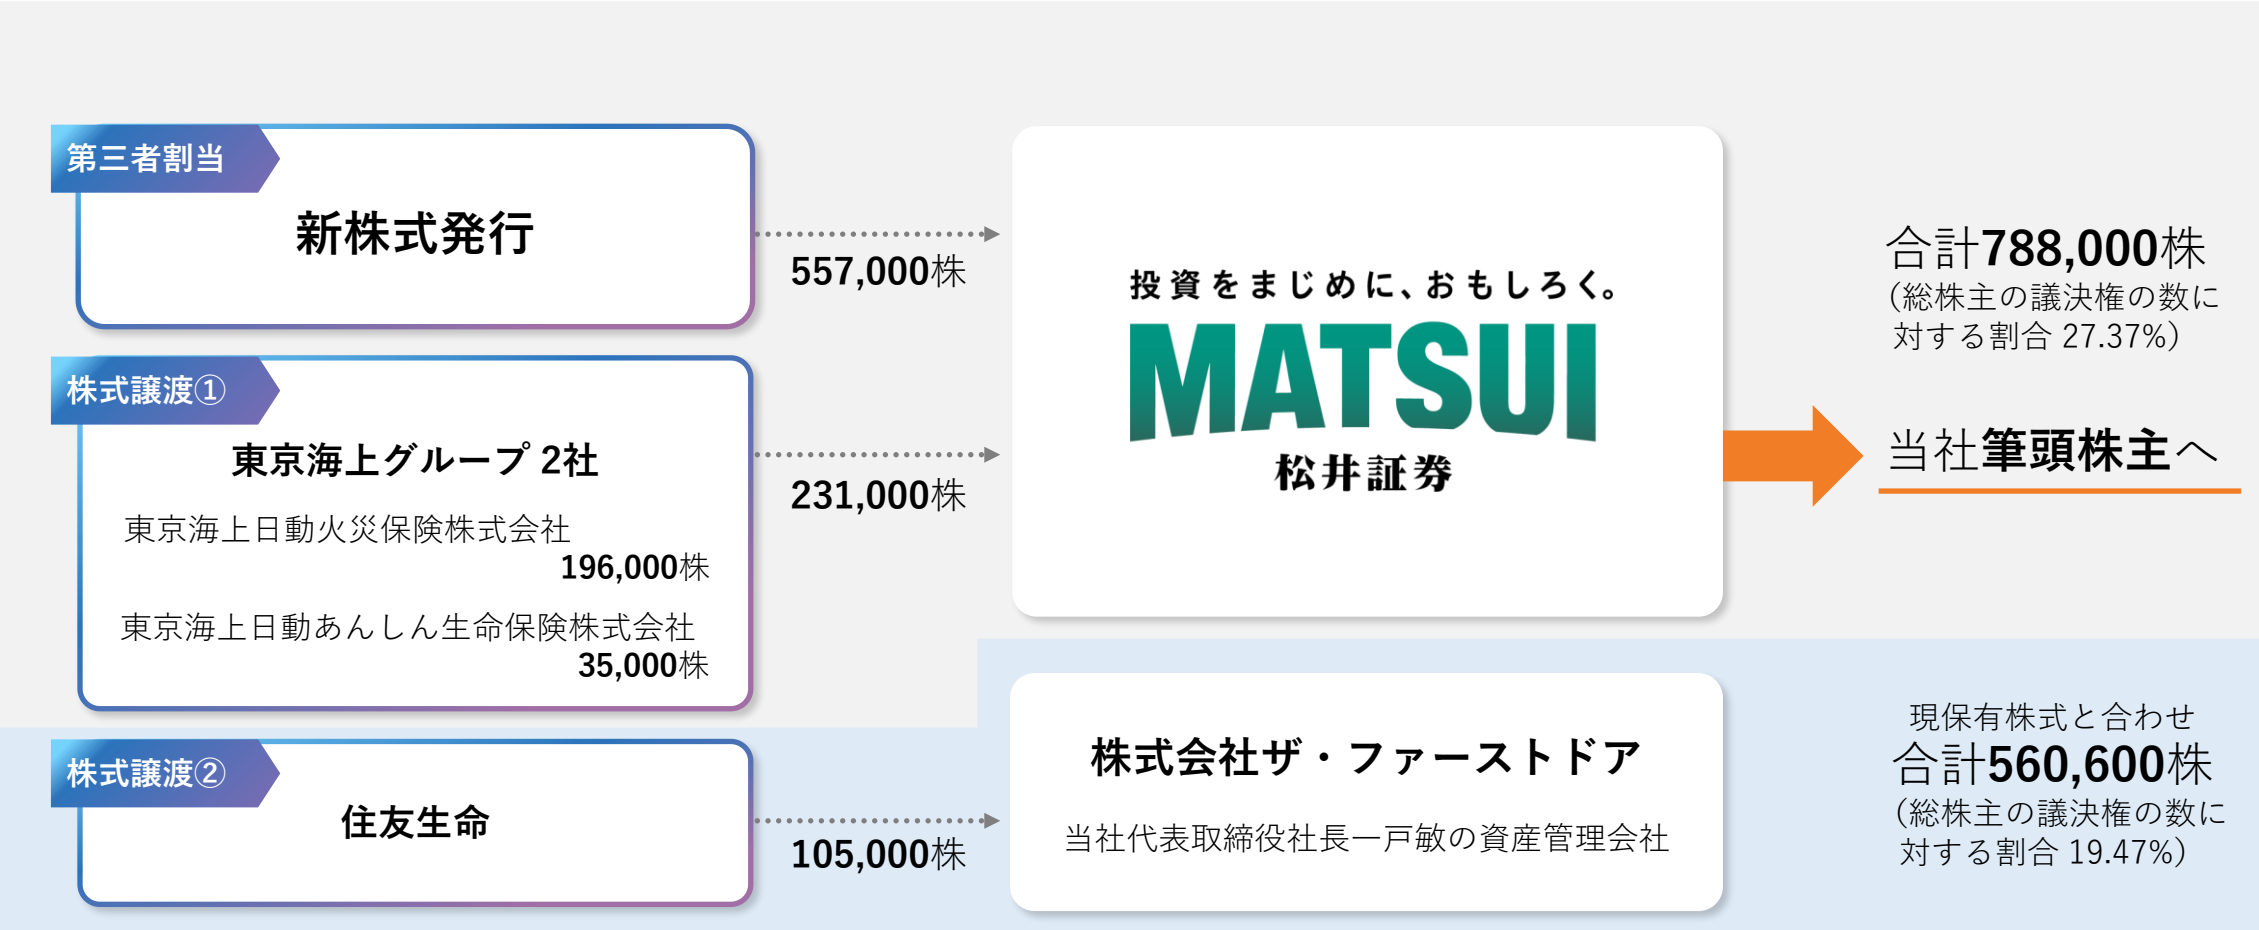 第三者割当
新株式発行
557,000株
株式譲渡①
東京海上グループ 2社
東京海上日動火災保険株式会社
196,000株
東京海上日動あんしん生命保険株式会社
35,000株
231,000株
投資をまじめに、おもしろく。
MATSUI
松井証券
合計788,000株
（総株主の議決権の数に
対する割合 27.37%）
当社筆頭株主へ
株式譲渡②
住友生命
105,000株
株式会社ザ・ファーストドア
当社代表取締役社長一戸敏の資産管理会社
現保有株式と合わせ
合計560,600株
（総株主の議決権の数に
対する割合 19.47%）